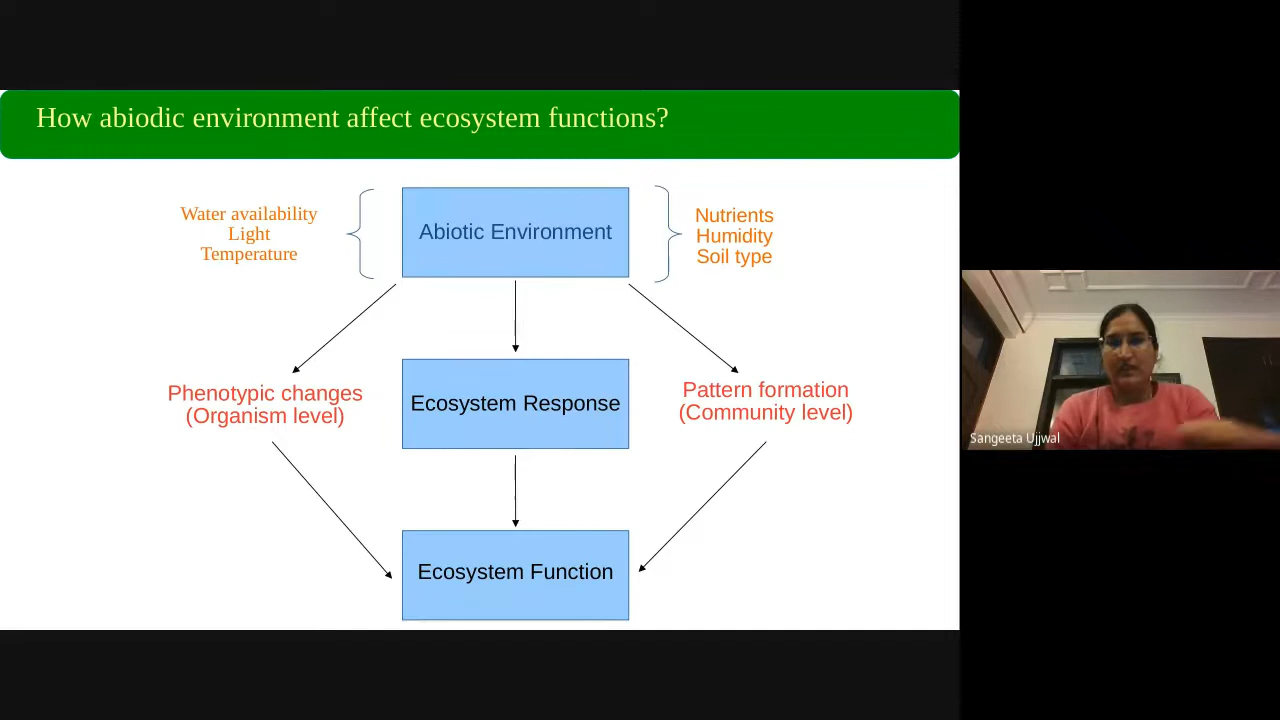 How abiodic environment affect ecosystem functions?
Water availability
Light
Temperature
Abiotic Environment
Nutrients
Humidity
Soil type
Phenotypic changes
(Organism level)
Ecosystem Response
Pattern formation
(Community level)
Sangeeta Ujjwal
Ecosystem Function